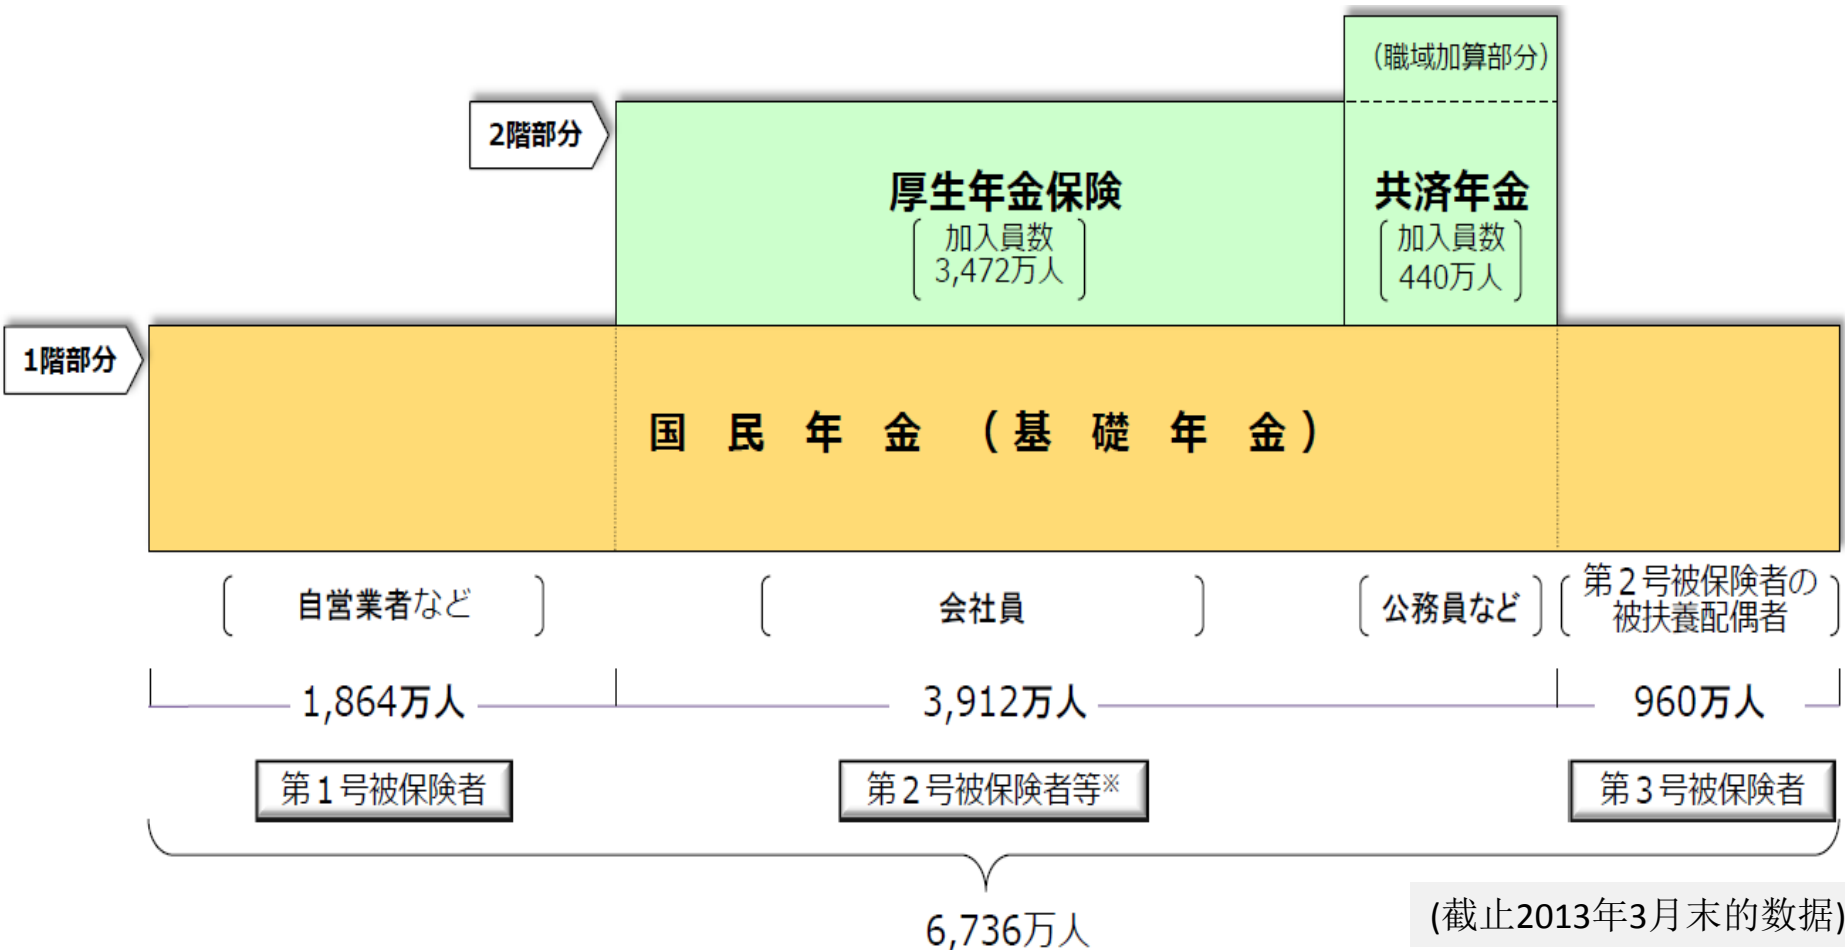 (職域加算部分)
2階部分
厚生年金保険
加入員数
3,472万人
共済年金
加入員数
440万人
1階部分
国民年金(基礎年金)
自営業者など
会社員
公務員など
第2号被保険者の
被扶養配偶者
1,864万人
3,912万人
960万人
第1号被保険者
第2号被保険者等※
第3号被保険者
6,736万人
(截止2013年3月末的数据)